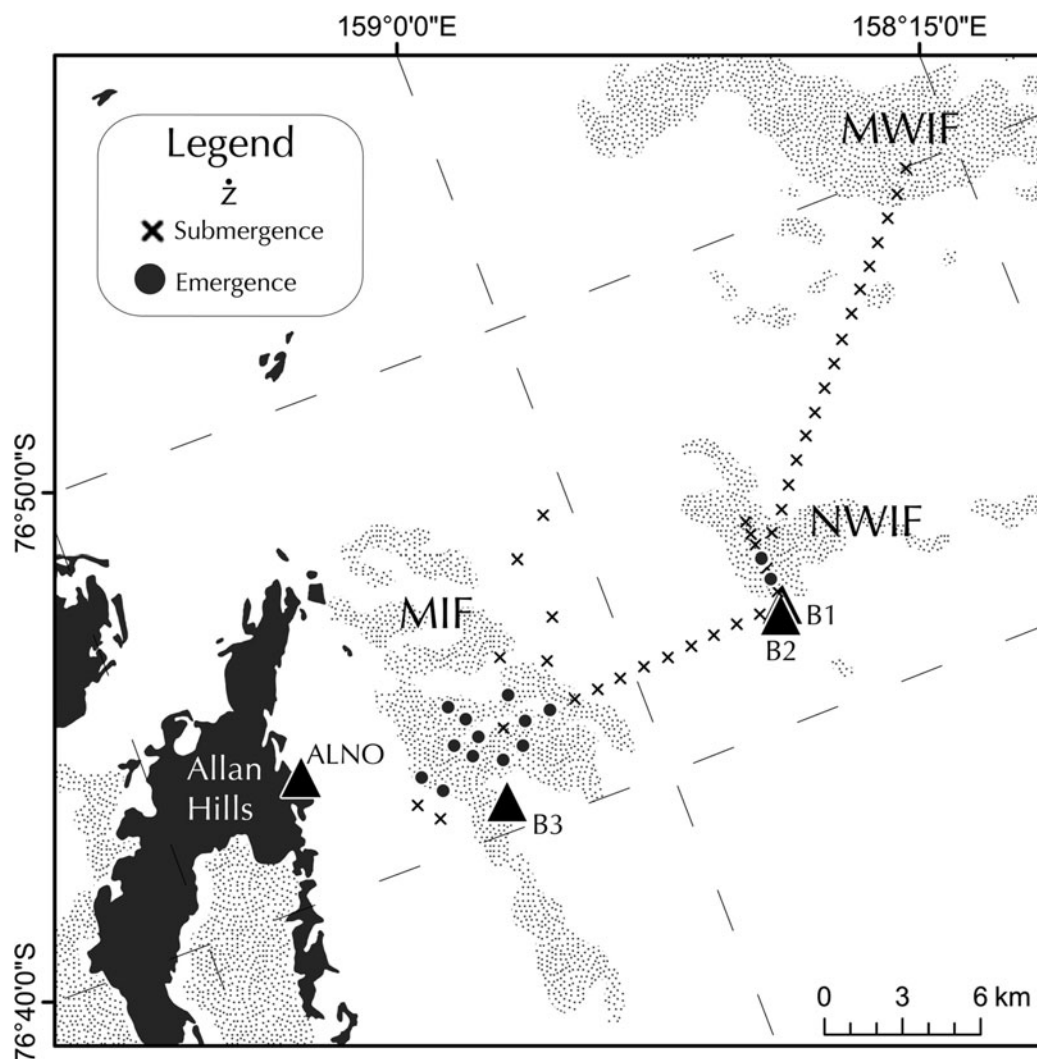 159°0'0"E
158°15'0"E
MWIF
Legend
ż
Submergence
Emergence
76°50'0"S
NWIF
MIF
B1
B2
ALNO
Allan
Hills
B3
76°40'0"S
0 3 6 km